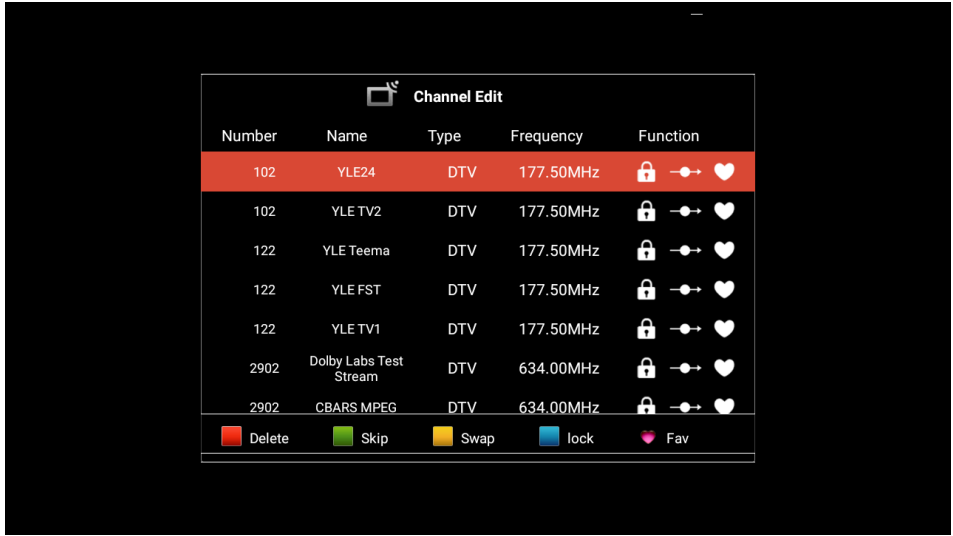 Channel Edit
Number Name Type Frequency Function
102 YLE24 DTV 177.50MHz
102 YLE TV2 DTV 177.50MHz
122 YLE Teema DTV 177.50MHz
122 YLE FST DTV 177.50MHz
122 YLE TV1 DTV 177.50MHz
2902 Dolby Labs Test Stream DTV 634.00MHz
2902 CBARS MPEG DTV 634.00MHz
Delete Skip Swap lock Fav